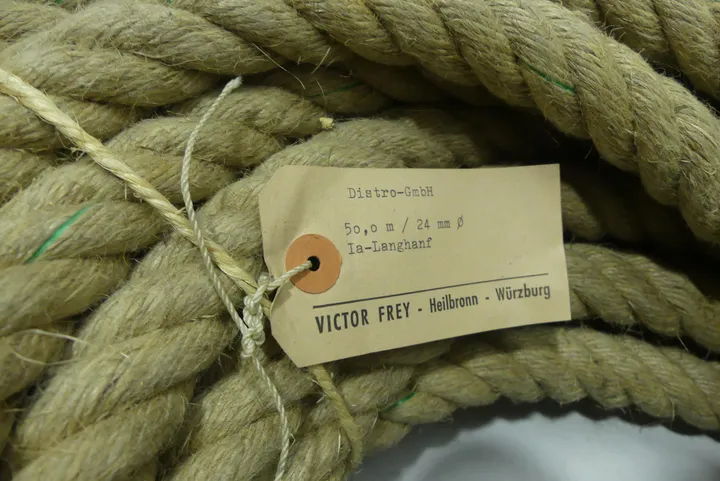 Distro-GmbH
5o,o m / 24 mm Ø
Ia-Langhanf
VICTOR FREY - Heilbronn - Würzburg